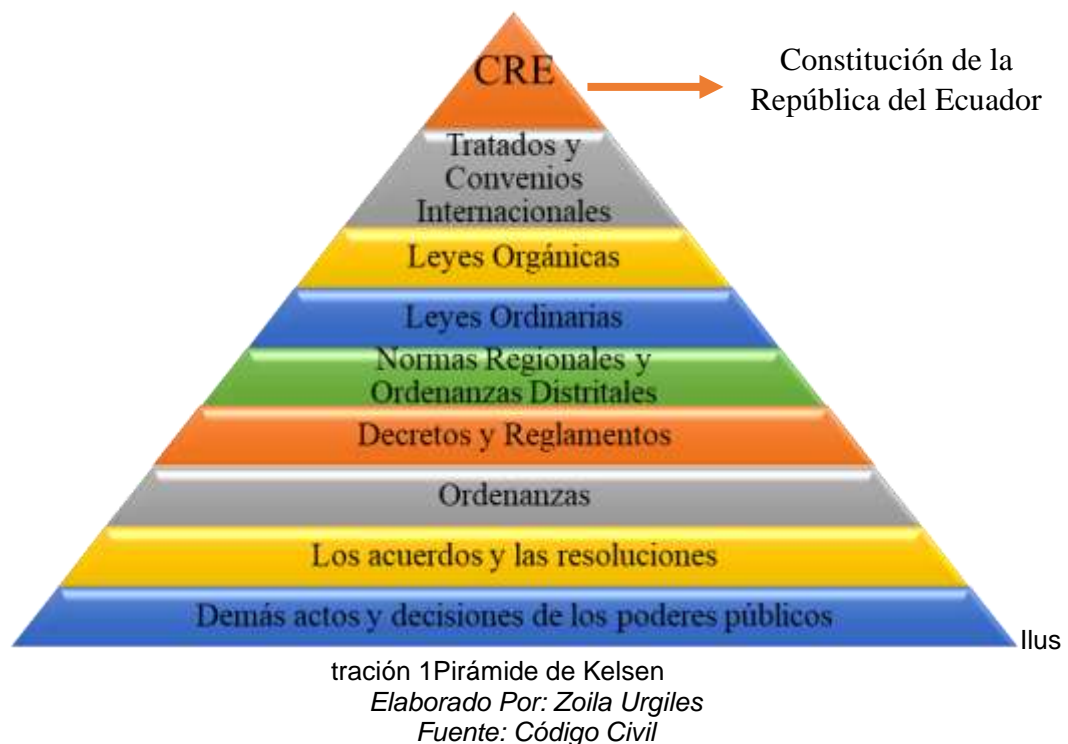 CRE
Constitución de la
República del Ecuador
Tratados y
Convenios
Internacionales
Leyes Orgánicas
Leyes Ordinarias
Normas Regionales y
Ordenanzas Distritales
Decretos y Reglamentos
Ordenanzas
Los acuerdos y las resoluciones
Demás actos y decisiones de los poderes públicos
Ilus
tración 1Pirámide de Kelsen
Elaborado Por: Zoila Urgiles
Fuente: Código Civil